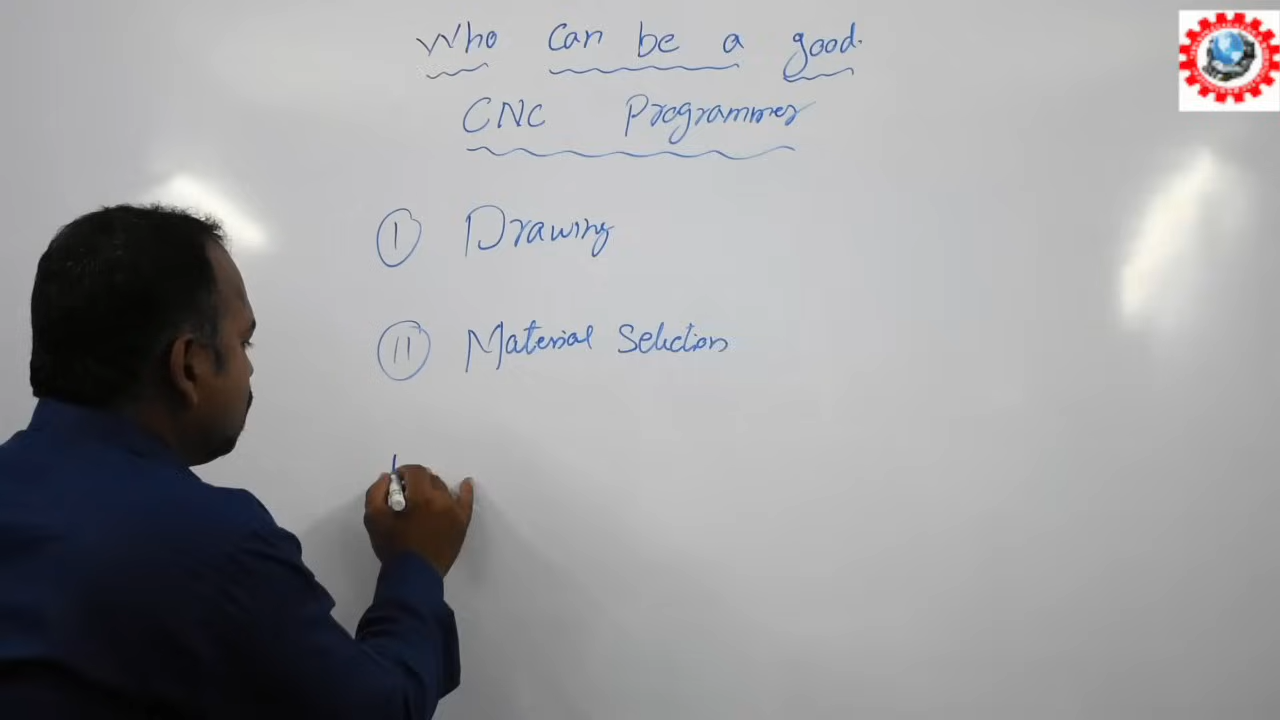 Who can be a good.
CNC Programmer
I Drawing
II Material Selection